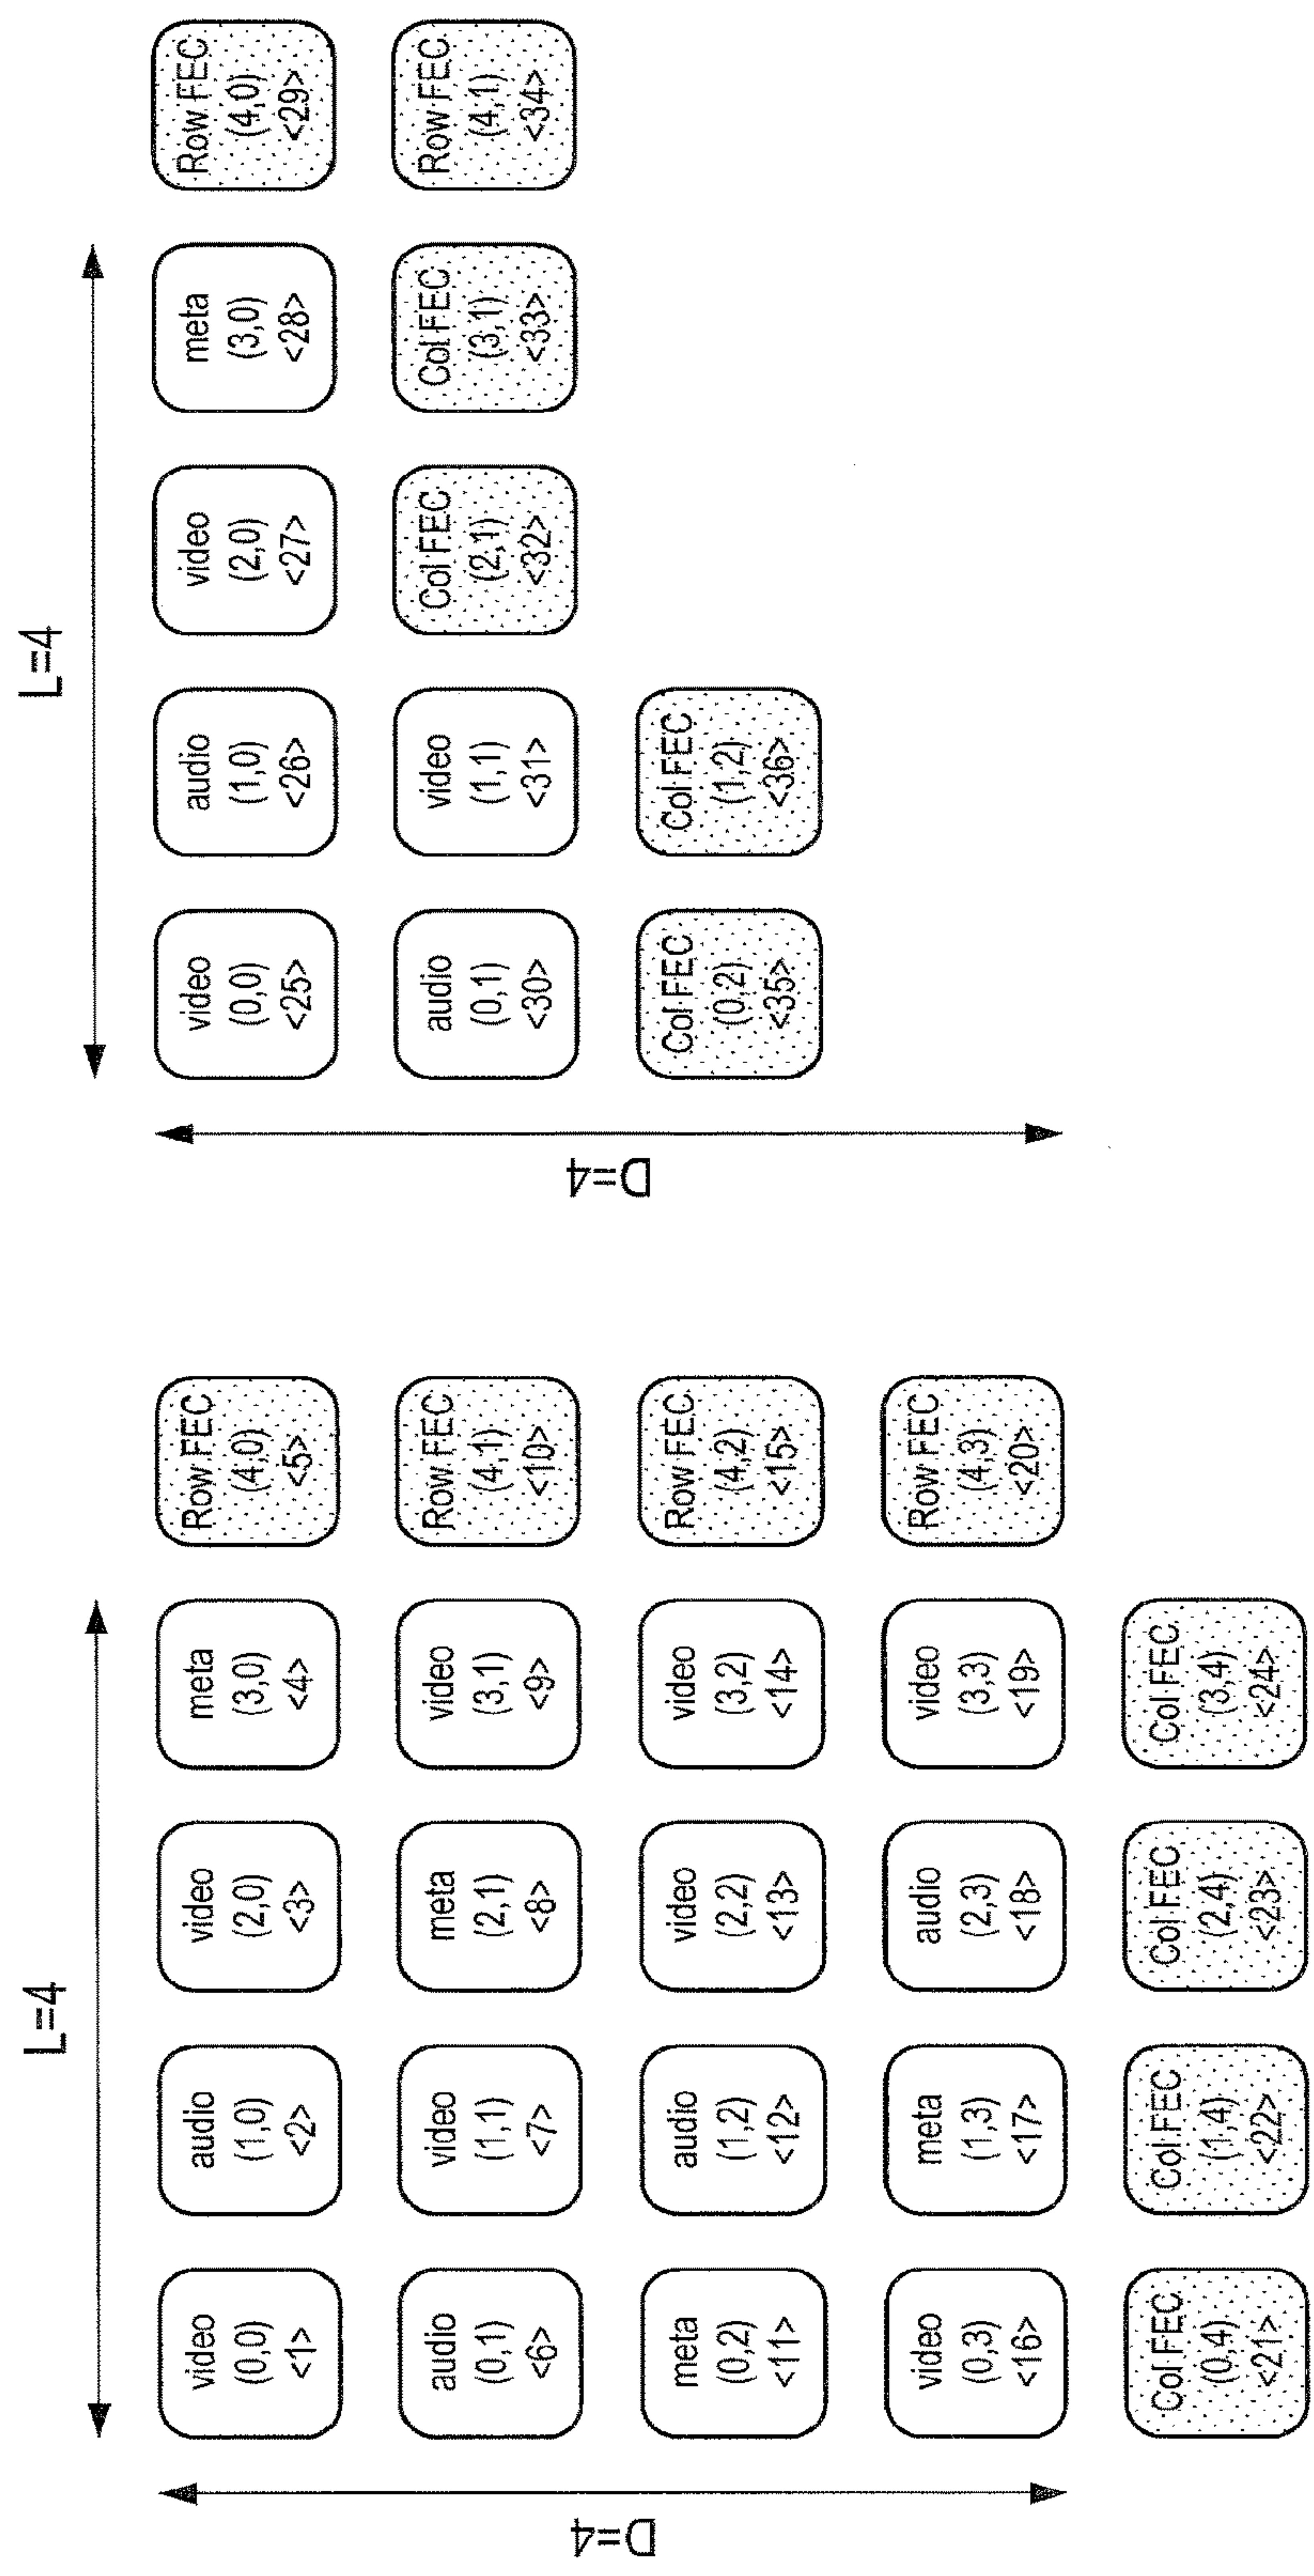 L=4
D=4
video
(0,0)
<1>
audio
(1,0)
<2>
video
(2,0)
<3>
meta
(3,0)
<4>
Row FEC
(4,0)
<5>
audio
(0,1)
<6>
video
(1,1)
<7>
meta
(2,1)
<8>
video
(3,1)
<9>
Row FEC
(4,1)
<10>
meta
(0,2)
<11>
audio
(1,2)
<12>
video
(2,2)
<13>
video
(3,2)
<14>
Row FEC
(4,2)
<15>
video
(0,3)
<16>
meta
(1,3)
<17>
audio
(2,3)
<18>
video
(3,3)
<19>
Row FEC
(4,3)
<20>
Col FEC
(0,4)
<21>
Col FEC
(1,4)
<22>
Col FEC
(2,4)
<23>
Col FEC
(3,4)
<24>
L=4
D=4
video
(0,0)
<25>
audio
(1,0)
<26>
video
(2,0)
<27>
meta
(3,0)
<28>
Row FEC
(4,0)
<29>
audio
(0,1)
<30>
video
(1,1)
<31>
Col FEC
(2,1)
<32>
Col FEC
(3,1)
<33>
Row FEC
(4,1)
<34>
Col FEC
(0,2)
<35>
Col FEC
(1,2)
<36>